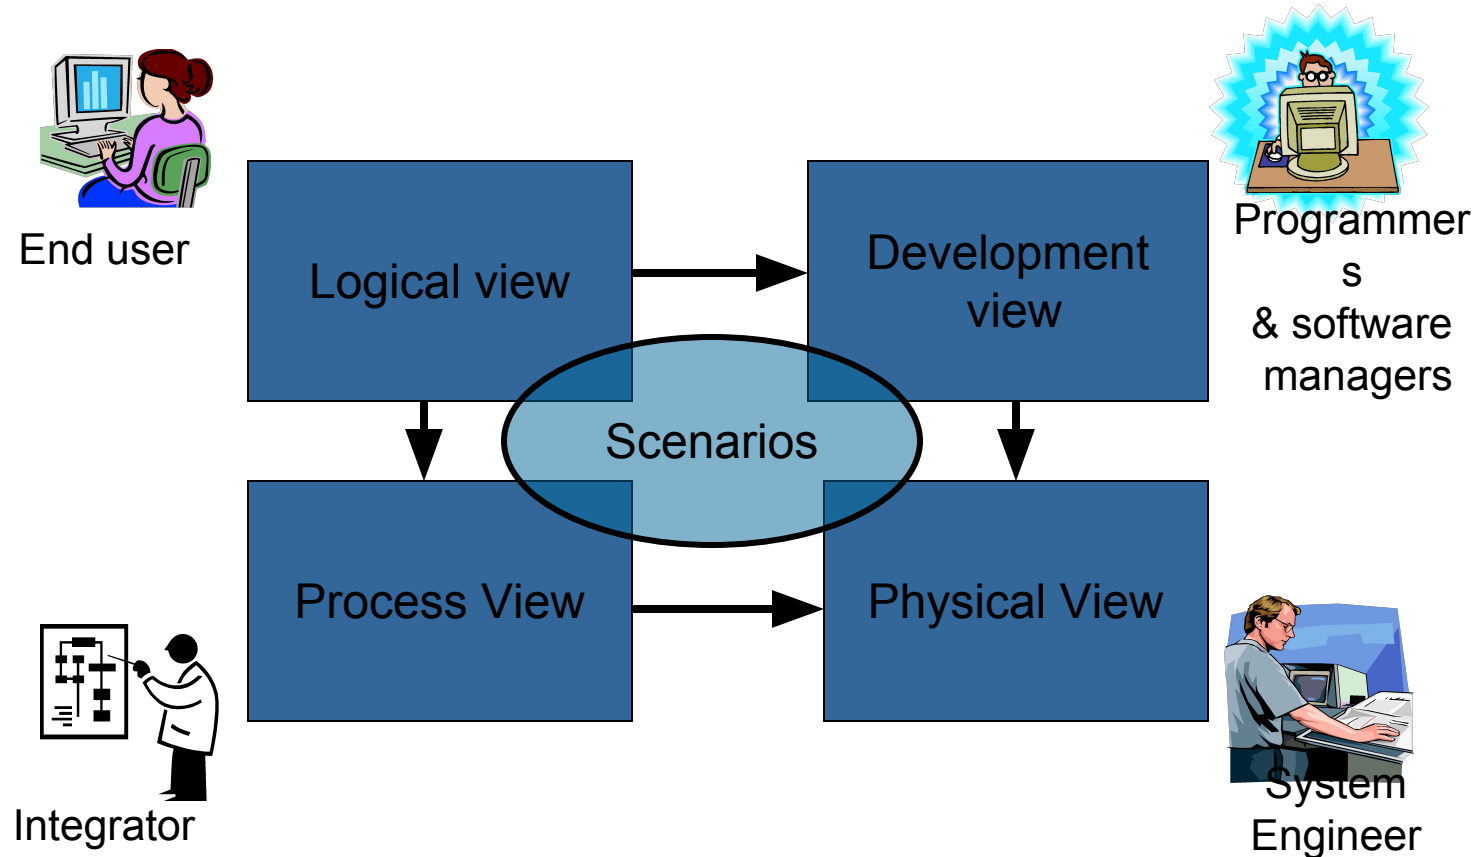 End user
Logical view
Development
view
Programmer
s
& software
managers
Scenarios
Process View
Physical View
Integrator
System
Engineer